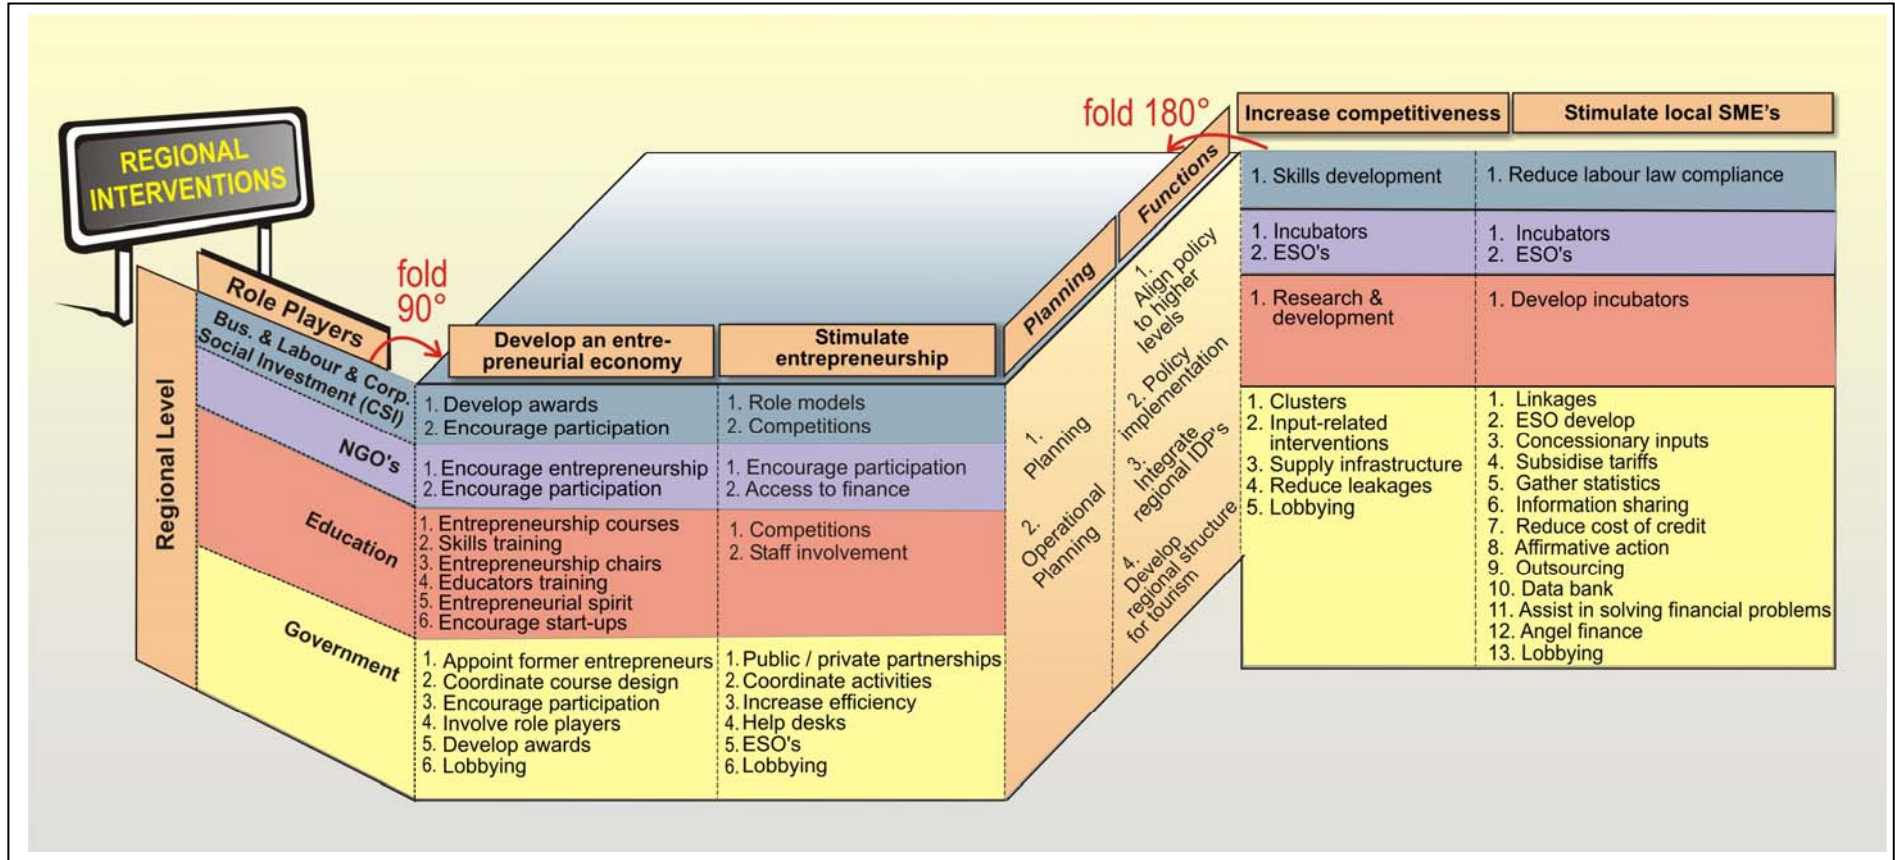 REGIONAL
INTERVENTIONS
Regional Level
Role Players
Bus. & Labour & Corp.
Social Investment (CSI)
NGO's
Education
Government
fold
90°
Develop an entre-
preneurial economy
1. Develop awards
2. Encourage participation
1. Encourage entrepreneurship
2. Encourage participation
1. Entrepreneurship courses
2. Skills training
3. Entrepreneurship chairs
4. Educators training
5. Entrepreneurial spirit
6. Encourage start-ups
1. Appoint former entrepreneurs
2. Coordinate course design
3. Encourage participation
4. Involve role players
5. Develop awards
6. Lobbying
Stimulate
entrepreneurship
1. Role models
2. Competitions
1. Encourage participation
2. Access to finance
1. Competitions
2. Staff involvement
1. Public / private partnerships
2. Coordinate activities
3. Increase efficiency
4. Help desks
5. ESO's
6. Lobbying
Planning
1.
Planning
2.
Operational
Planning
Functions
1.
Align policy
to higher
levels
2. Policy
implementation
3.
Integrate
regional IDP's
4.
Develop
regional structure
for tourism
fold 180°
Increase competitiveness
1. Skills development
1. Incubators
2. ESO's
1. Research &
development
1. Clusters
2. Input-related
interventions
3. Supply infrastructure
4. Reduce leakages
5. Lobbying
Stimulate local SME's
1. Reduce labour law compliance
1. Incubators
2. ESO's
1. Develop incubators
1. Linkages
2. ESO develop
3. Concessionary inputs
4. Subsidise tariffs
5. Gather statistics
6. Information sharing
7. Reduce cost of credit
8. Affirmative action
9. Outsourcing
10. Data bank
11. Assist in solving financial problems
12. Angel finance
13. Lobbying